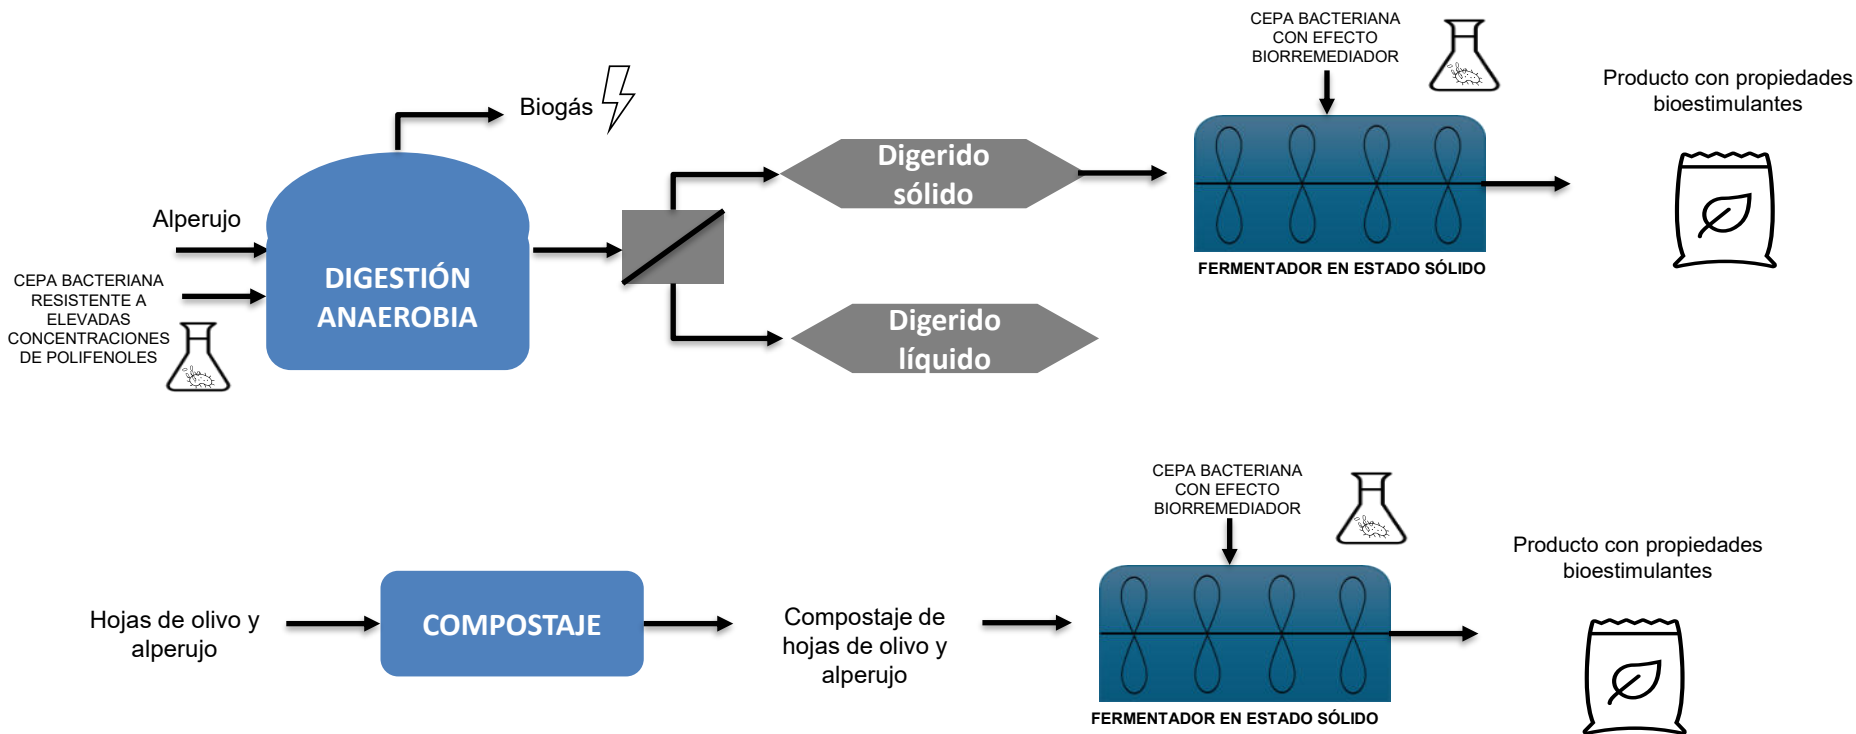 CEPA BACTERIANA
CON EFECTO
BIORREMEDIADOR
Producto con propiedades
bioestimulantes
Biogás
Digerido
sólido
Alperujo
DIGESTIÓN
ANAEROBIA
CEPA BACTERIANA
RESISTENTE A
ELEVADAS
CONCENTRACIONES
DE POLIFENOLES
FERMENTADOR EN ESTADO SÓLIDO
Digerido
líquido
CEPA BACTERIANA
CON EFECTO
BIORREMEDIADOR
Producto con propiedades
bioestimulantes
Hojas de olivo y
alperujo
COMPOSTAJE
Compostaje de
hojas de olivo y
alperujo
FERMENTADOR EN ESTADO SÓLIDO